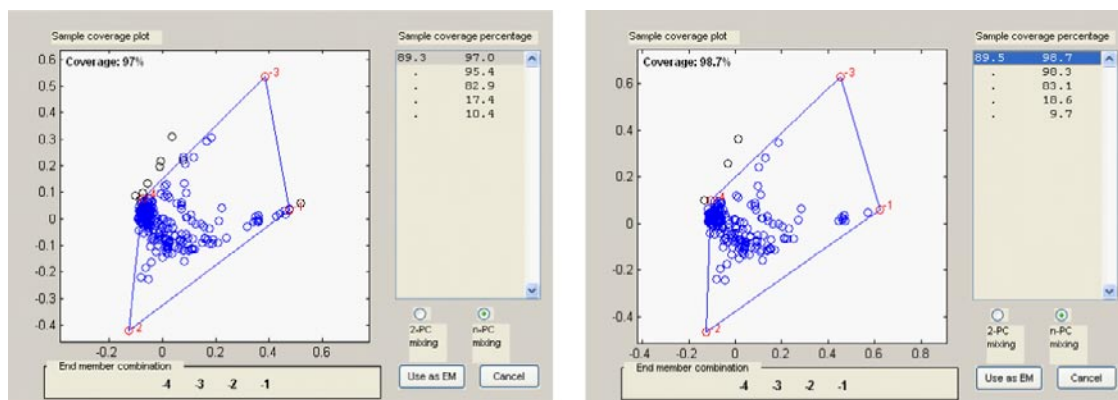 Sample coverage plot
Sample coverage percentage
Coverage: 97%
0.6
0.5
0.4
0.3
0.2
0.1
0
-0.1
-0.2
-0.3
-0.4
-0.2 0 0.2 0.4 0.6
-3
-1
-4
-2
89.3 97.0
. 95.4
. 82.9
. 17.4
. 10.4
2-PC mixing
n-PC mixing
End member combination
-4 -3 -2 -1
Use as EM
Cancel
Sample coverage plot
Sample coverage percentage
Coverage: 98.7%
0.6
0.4
0.2
0
-0.2
-0.4
-0.4 -0.2 0 0.2 0.4 0.6 0.8
-3
-1
-4
-2
89.5 98.7
. 98.3
. 83.1
. 18.6
. 9.7
2-PC mixing
n-PC mixing
End member combination
-4 -3 -2 -1
Use as EM
Cancel